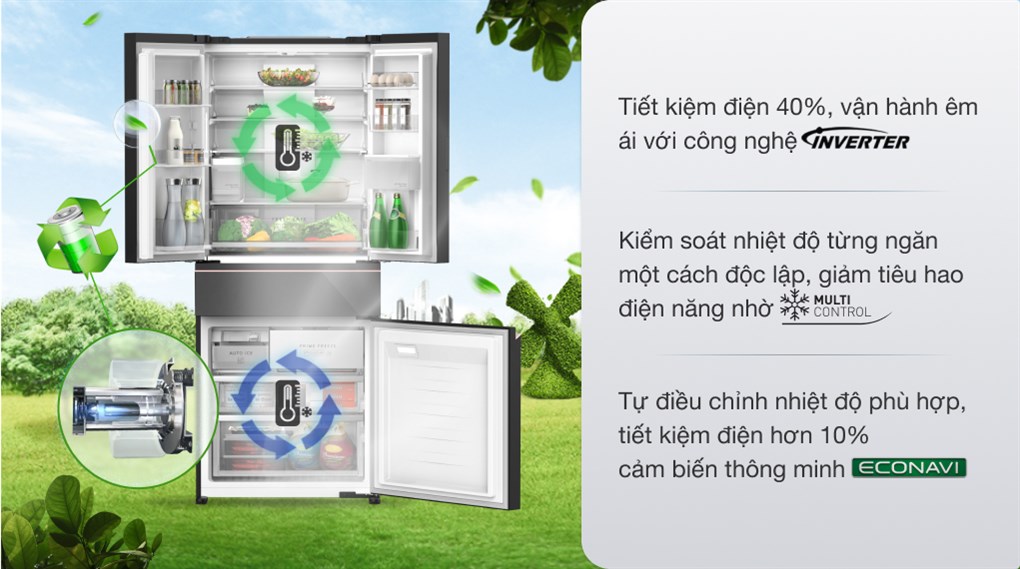 Tiết kiệm điện 40%, vận hành êm
ái với công nghệ INVERTER
Kiểm soát nhiệt độ từng ngăn
một cách độc lập, giảm tiêu hao
điện năng nhờ MULTI CONTROL
Tự điều chỉnh nhiệt độ phù hợp,
tiết kiệm điện hơn 10%
cảm biến thông minh ECONAVI
PRIME FREEZE